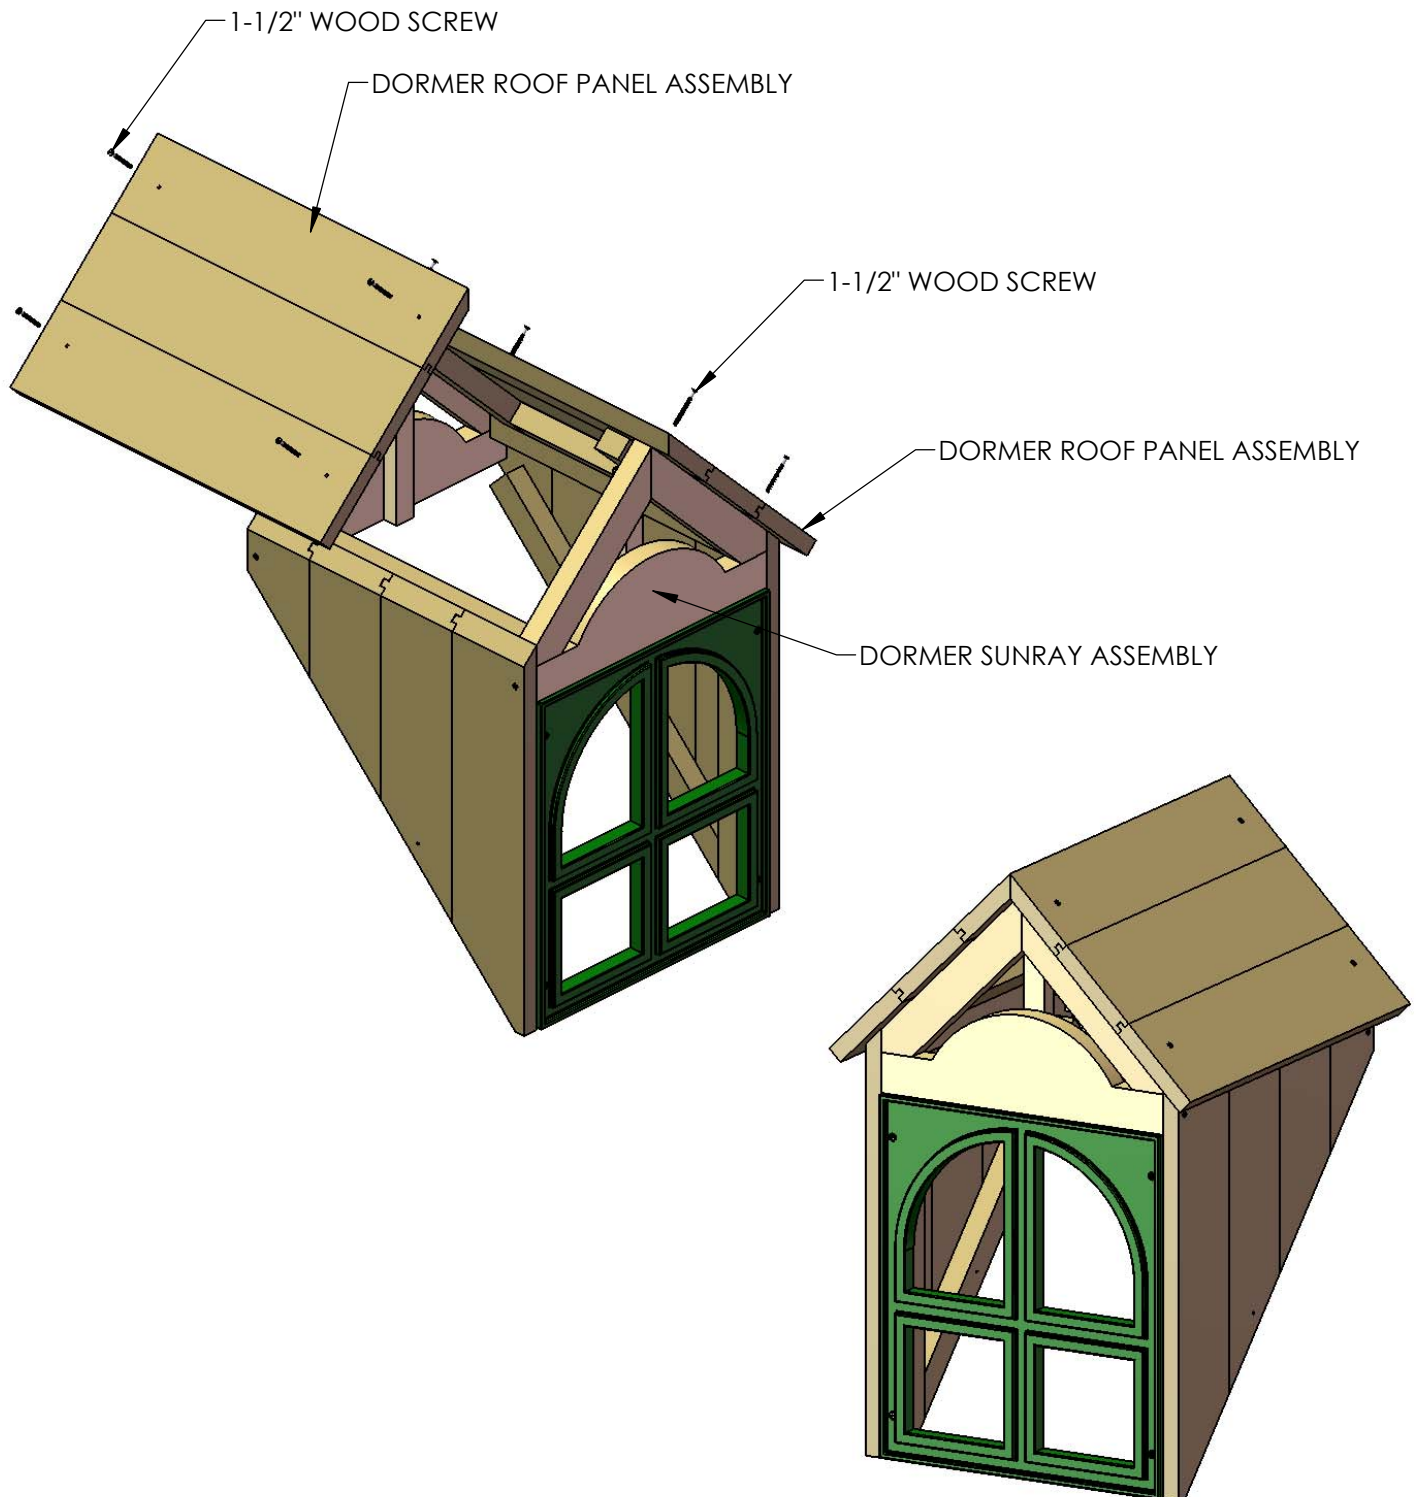 1-1/2" WOOD SCREW
DORMER ROOF PANEL ASSEMBLY
1-1/2" WOOD SCREW
DORMER ROOF PANEL ASSEMBLY
DORMER SUNRAY ASSEMBLY